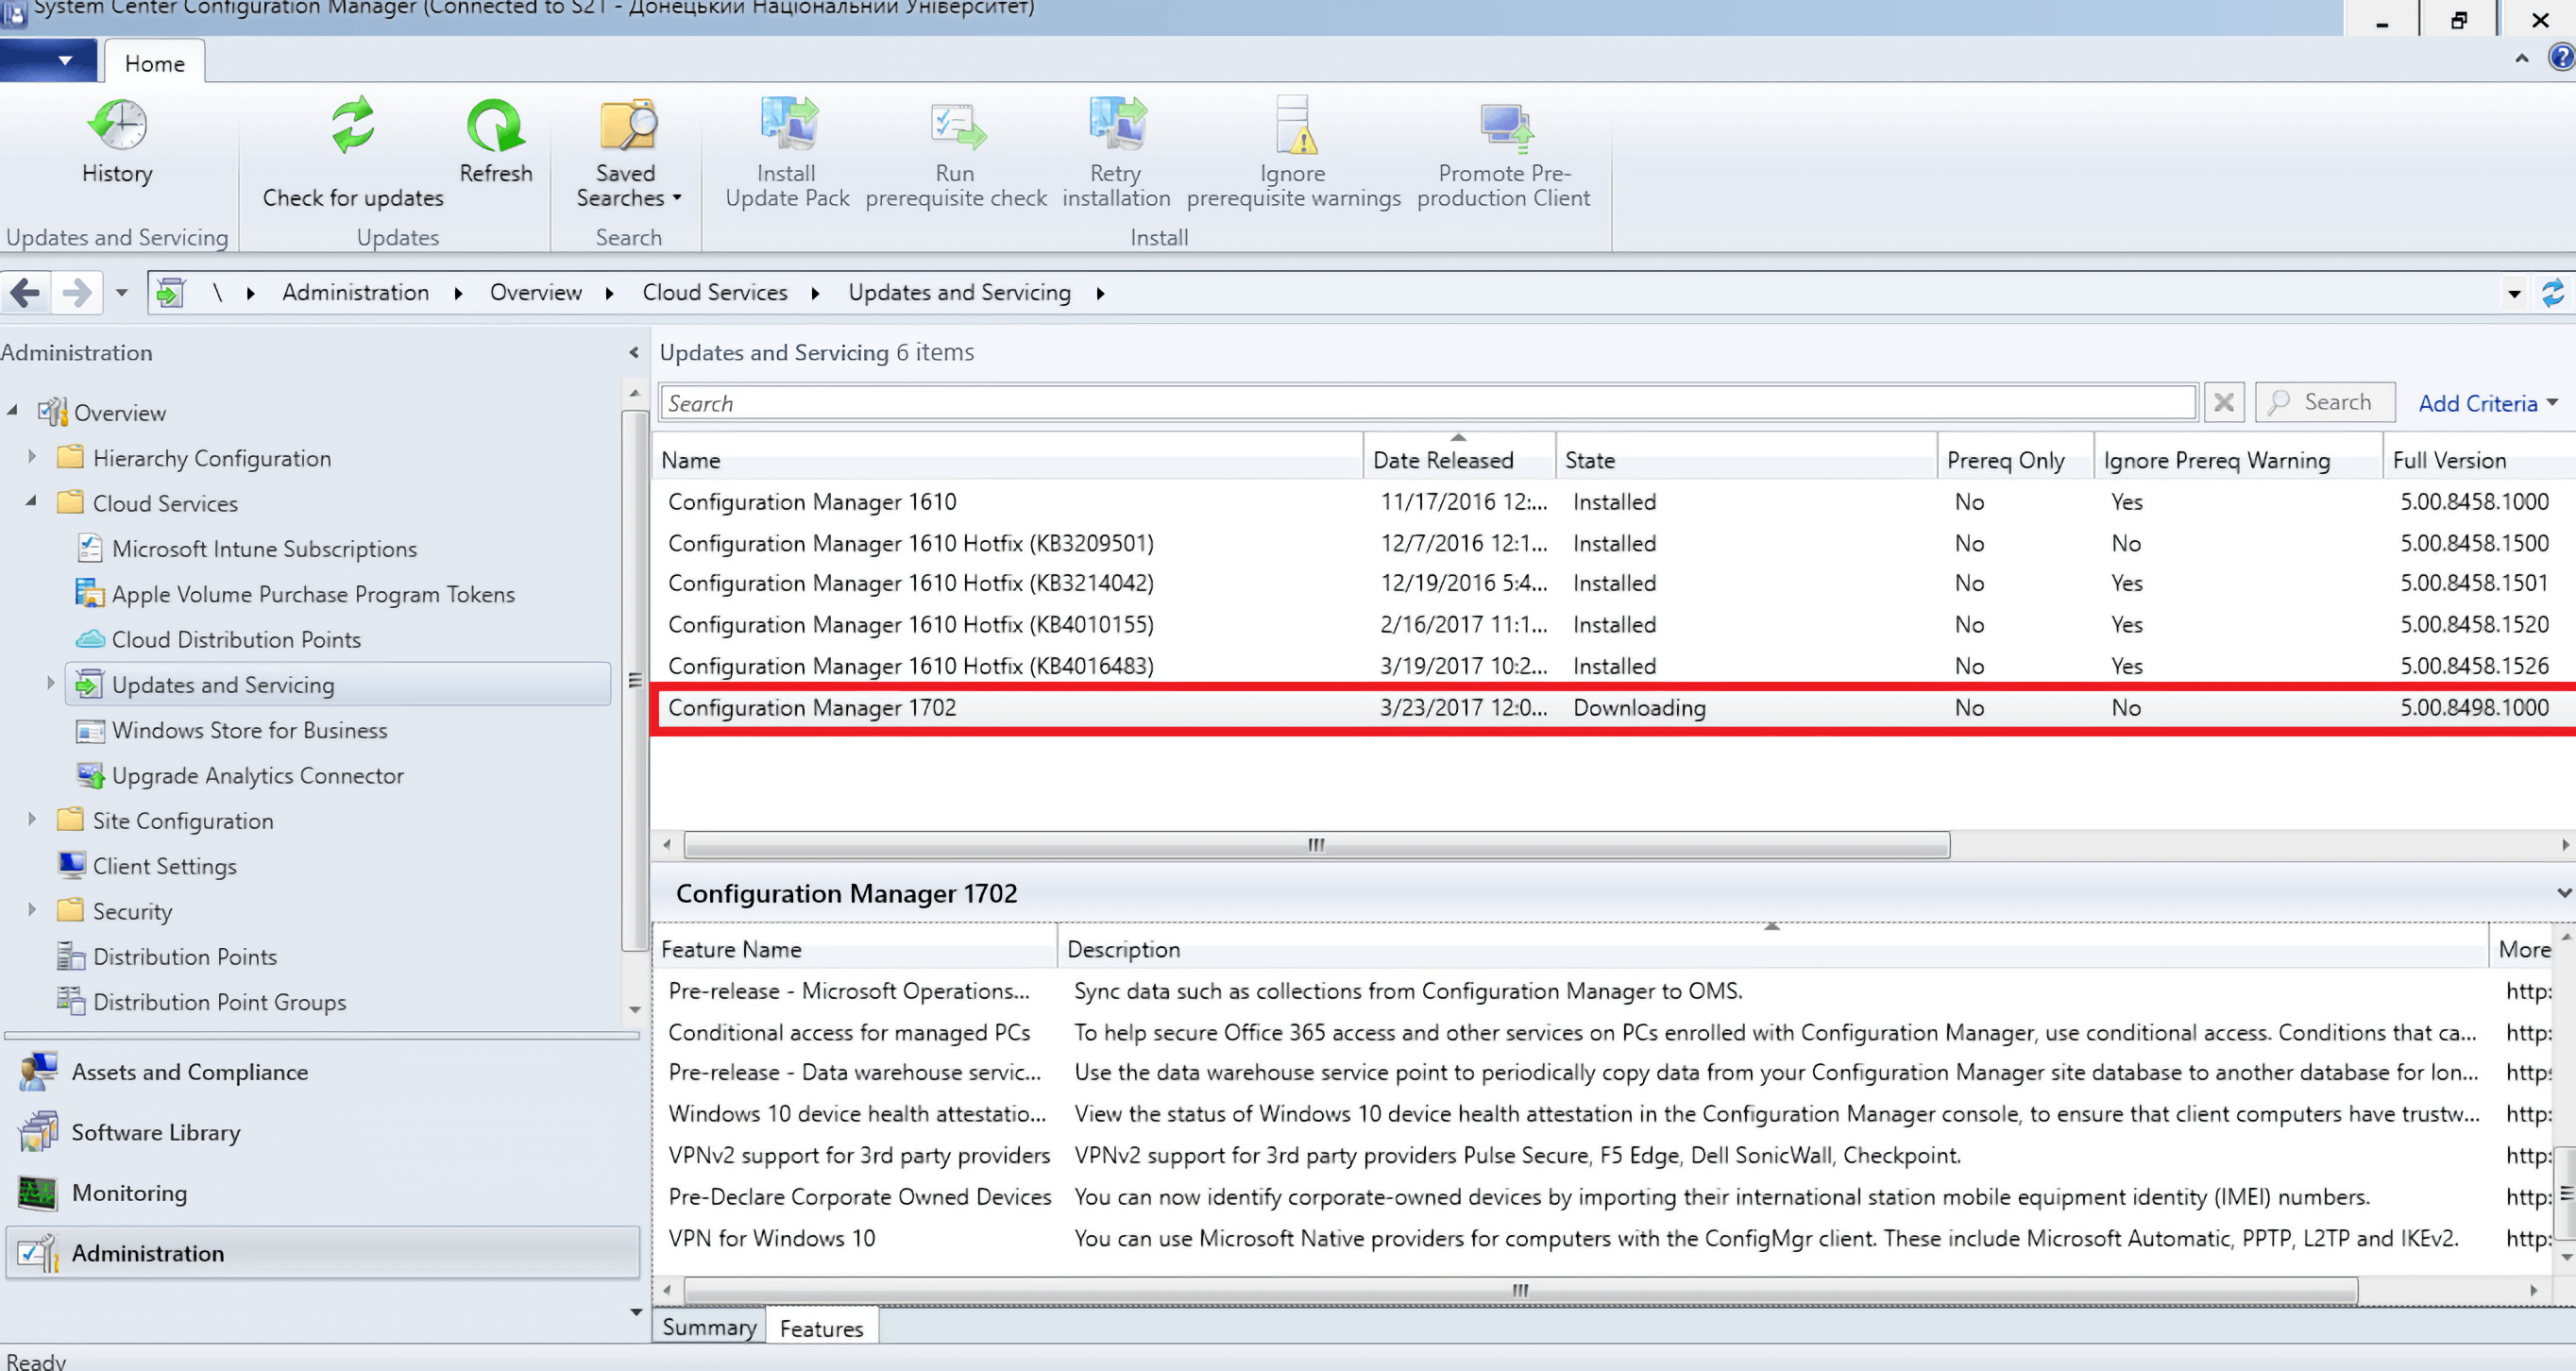 System Center Configuration Manager (Connected to S21 - Донецький Національний Університет)
Home
History
Check for updates
Refresh
Saved
Searches
Install
Update Pack
Run
prerequisite check
Retry
installation
Ignore
prerequisite warnings
Promote Pre-
production Client
Updates and Servicing
Updates
Search
Install
\ Administration Overview Cloud Services Updates and Servicing
Administration
Overview
Hierarchy Configuration
Cloud Services
Microsoft Intune Subscriptions
Apple Volume Purchase Program Tokens
Cloud Distribution Points
Updates and Servicing
Windows Store for Business
Upgrade Analytics Connector
Site Configuration
Client Settings
Security
Distribution Points
Distribution Point Groups
Assets and Compliance
Software Library
Monitoring
Administration
Updates and Servicing 6 items
Search Search Add Criteria
Name Date Released State Prereq Only Ignore Prereq Warning Full Version
Configuration Manager 1610 11/17/2016 12:... Installed No Yes 5.00.8458.1000
Configuration Manager 1610 Hotfix (KB3209501) 12/7/2016 12:1... Installed No No 5.00.8458.1500
Configuration Manager 1610 Hotfix (KB3214042) 12/19/2016 5:4... Installed No Yes 5.00.8458.1501
Configuration Manager 1610 Hotfix (KB4010155) 2/16/2017 11:1... Installed No Yes 5.00.8458.1520
Configuration Manager 1610 Hotfix (KB4016483) 3/19/2017 10:2... Installed No Yes 5.00.8458.1526
Configuration Manager 1702 3/23/2017 12:0... Downloading No No 5.00.8498.1000
Configuration Manager 1702
Feature Name Description More
Pre-release - Microsoft Operations... Sync data such as collections from Configuration Manager to OMS. http:
Conditional access for managed PCs To help secure Office 365 access and other services on PCs enrolled with Configuration Manager, use conditional access. Conditions that ca... http:
Pre-release - Data warehouse servic... Use the data warehouse service point to periodically copy data from your Configuration Manager site database to another database for lon... https
Windows 10 device health attestatio... View the status of Windows 10 device health attestation in the Configuration Manager console, to ensure that client computers have trustw... http:
VPNv2 support for 3rd party providers VPNv2 support for 3rd party providers Pulse Secure, F5 Edge, Dell SonicWall, Checkpoint. http:
Pre-Declare Corporate Owned Devices You can now identify corporate-owned devices by importing their international station mobile equipment identity (IMEI) numbers. http:
VPN for Windows 10 You can use Microsoft Native providers for computers with the ConfigMgr client. These include Microsoft Automatic, PPTP, L2TP and IKEv2. http:
Summary Features
Ready